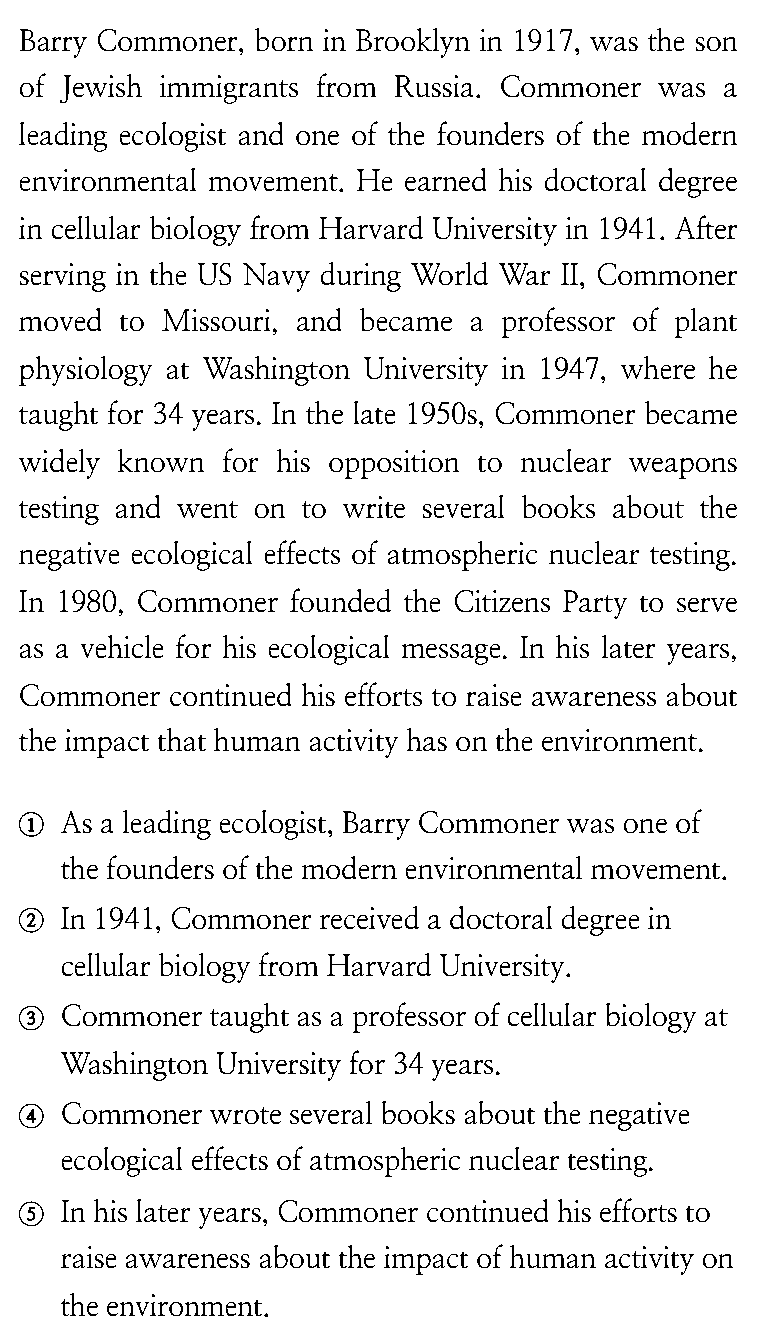 Barry Commoner, born in Brooklyn in 1917, was the son
of Jewish immigrants from Russia. Commoner was a
leading ecologist and one of the founders of the modern
environmental movement. He earned his doctoral degree
in cellular biology from Harvard University in 1941. After
serving in the US Navy during World War II, Commoner
moved to Missouri, and became a professor of plant
physiology at Washington University in 1947, where he
taught for 34 years. In the late 1950s, Commoner became
widely known for his opposition to nuclear weapons
testing and went on to write several books about the
negative ecological effects of atmospheric nuclear testing.
In 1980, Commoner founded the Citizens Party to serve
as a vehicle for his ecological message. In his later years,
Commoner continued his efforts to raise awareness about
the impact that human activity has on the environment.
① As a leading ecologist, Barry Commoner was one of
the founders of the modern environmental movement.
② In 1941, Commoner received a doctoral degree in
cellular biology from Harvard University.
③ Commoner taught as a professor of cellular biology at
Washington University for 34 years.
④ Commoner wrote several books about the negative
ecological effects of atmospheric nuclear testing.
⑤ In his later years, Commoner continued his efforts to
raise awareness about the impact of human activity on
the environment.